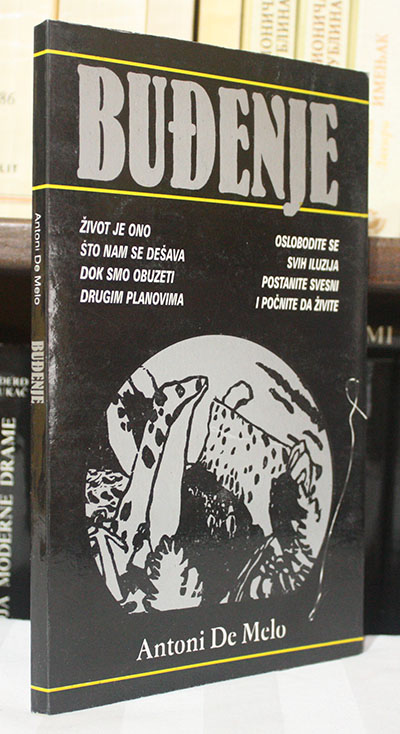 BUĐENJE
ŽIVOT JE ONO
ŠTO NAM SE DEŠAVA
DOK SMO OBUZETI
DRUGIM PLANOVIMA
OSLOBODITE SE
SVIH ILUZIJA
POSTANITE SVESNI
I POČNITE DA ŽIVITE
Antoni De Melo
Antoni De Melo
BUĐENJE
MODERNE DRAME
ИМЕЊАК